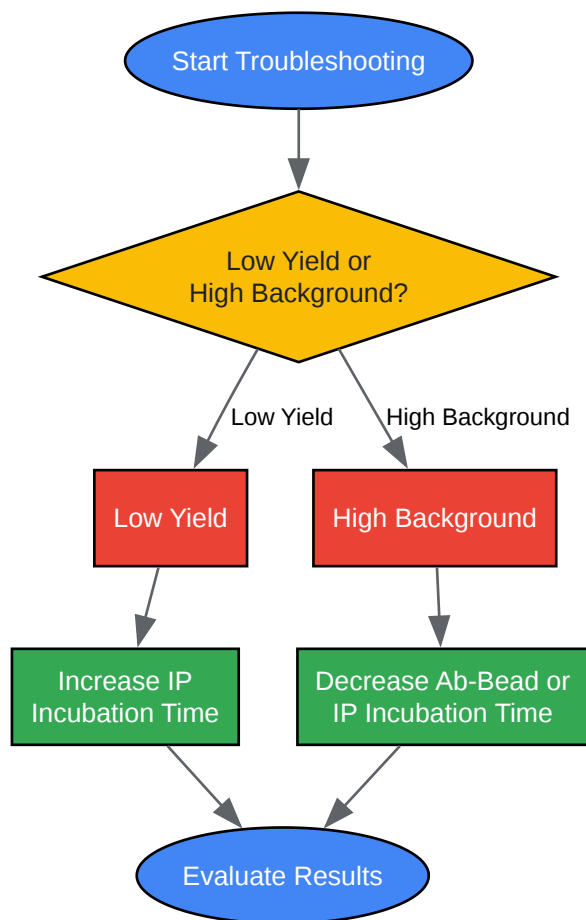 Start Troubleshooting
Low Yield or
High Background?
Low Yield
High Background
Low Yield
High Background
Increase IP
Incubation Time
Decrease Ab-Bead or
IP Incubation Time
Evaluate Results